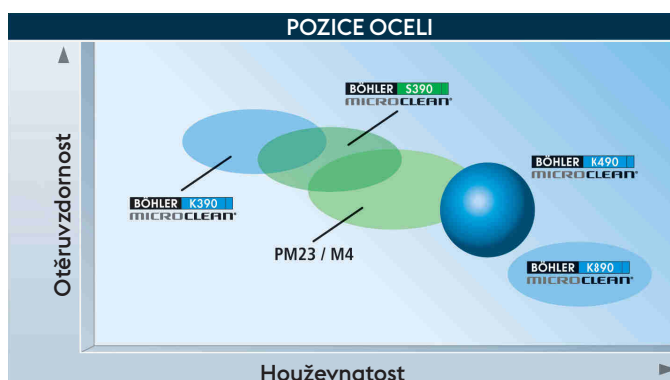 POZICE OCELI
Otěruvzdornost
BÖHLER S390
MICROCLEAN®
BÖHLER K490
MICROCLEAN®
BÖHLER K390
MICROCLEAN®
PM23 / M4
BÖHLER K890
MICROCLEAN®
Houževnatost